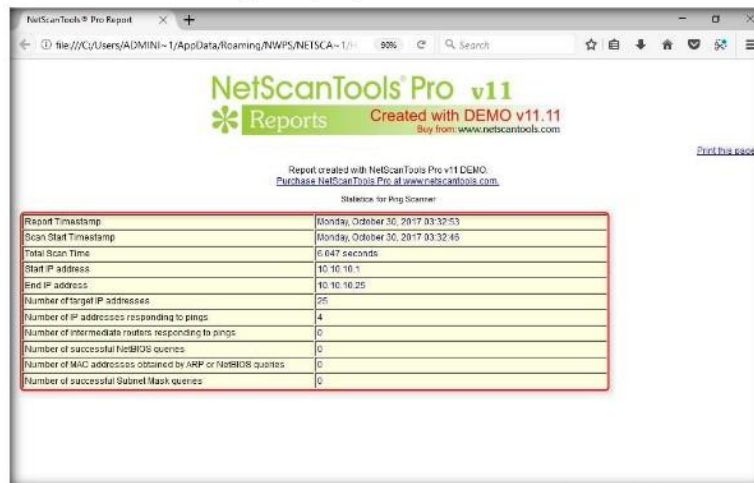 NetScanTools® Pro Report
file:///C:/Users/ADMINI~1/AppData/Roaming/NWPS/NETSCA~1/
90%
Search
NetScanTools® Pro v11
Reports
Created with DEMO v11.11
Buy from: www.netscantools.com
Print this page
Report created with NetScanTools Pro v11 DEMO.
Purchase NetScanTools Pro at www.netscantools.com.
Statistics for Ping Scanner
Report Timestamp Monday, October 30, 2017 03:32:53
Scan Start Timestamp Monday, October 30, 2017 03:32:46
Total Scan Time 6.047 seconds
Start IP address 10.10.10.1
End IP address 10.10.10.25
Number of target IP addresses 25
Number of IP addresses responding to pings 4
Number of intermediate routers responding to pings 0
Number of successful NetBIOS queries 0
Number of MAC addresses obtained by ARP or NetBIOS queries 0
Number of successful Subnet Mask queries 0